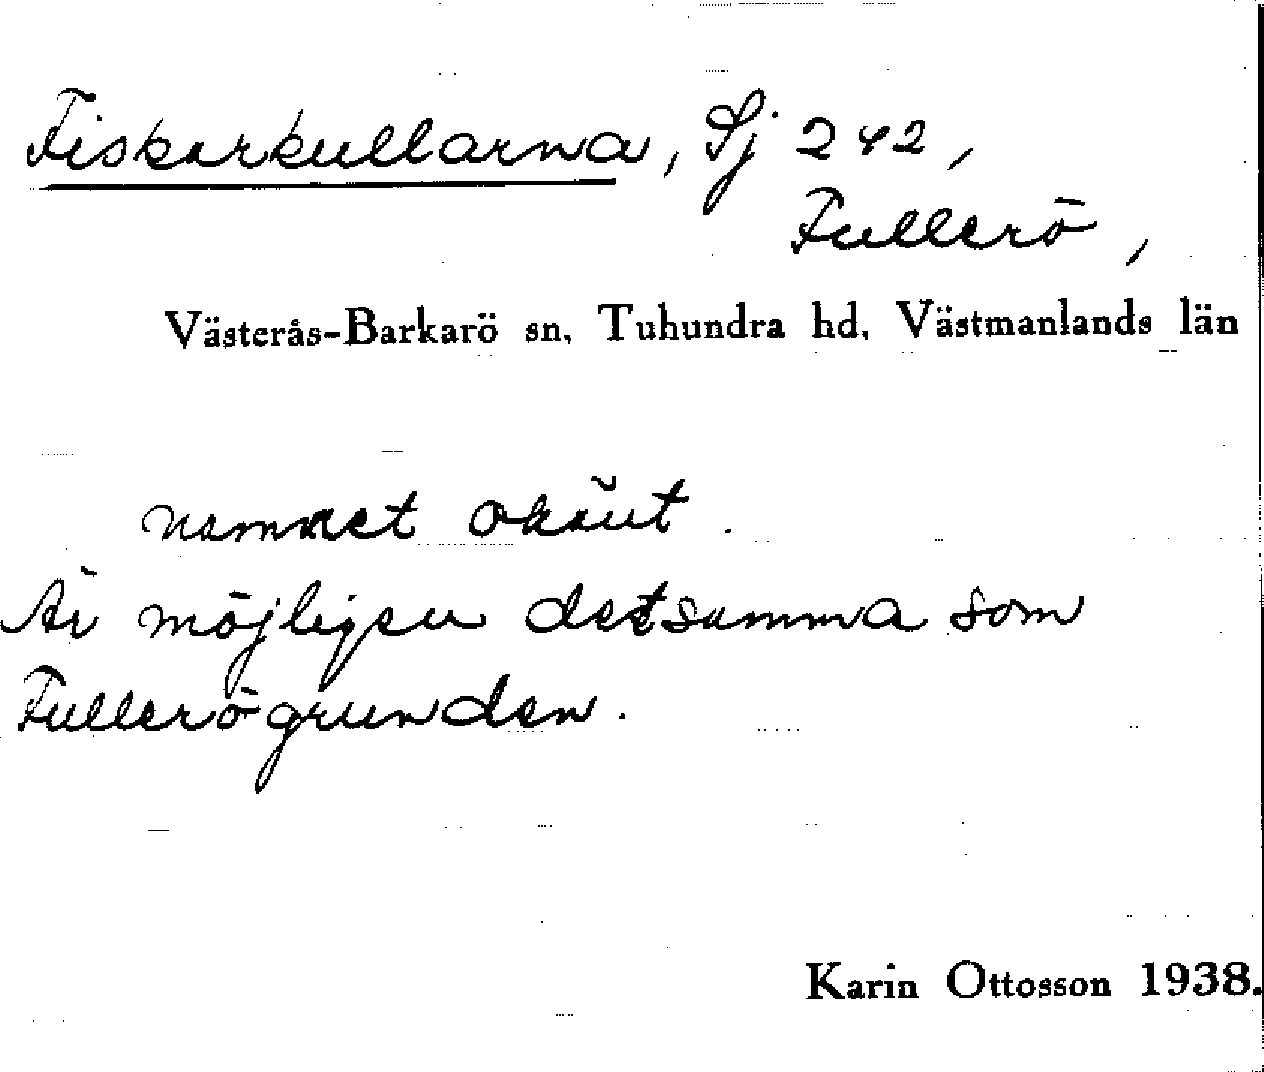 Fiskarkullarna, Sj 242,
Fullerö,
Västerås-Barkarö sn, Tuhundra hd, Västmanlands län
namnet okänt.
Är möjligen detsamma som
Fullerögrunden.
Karin Ottosson 1938.